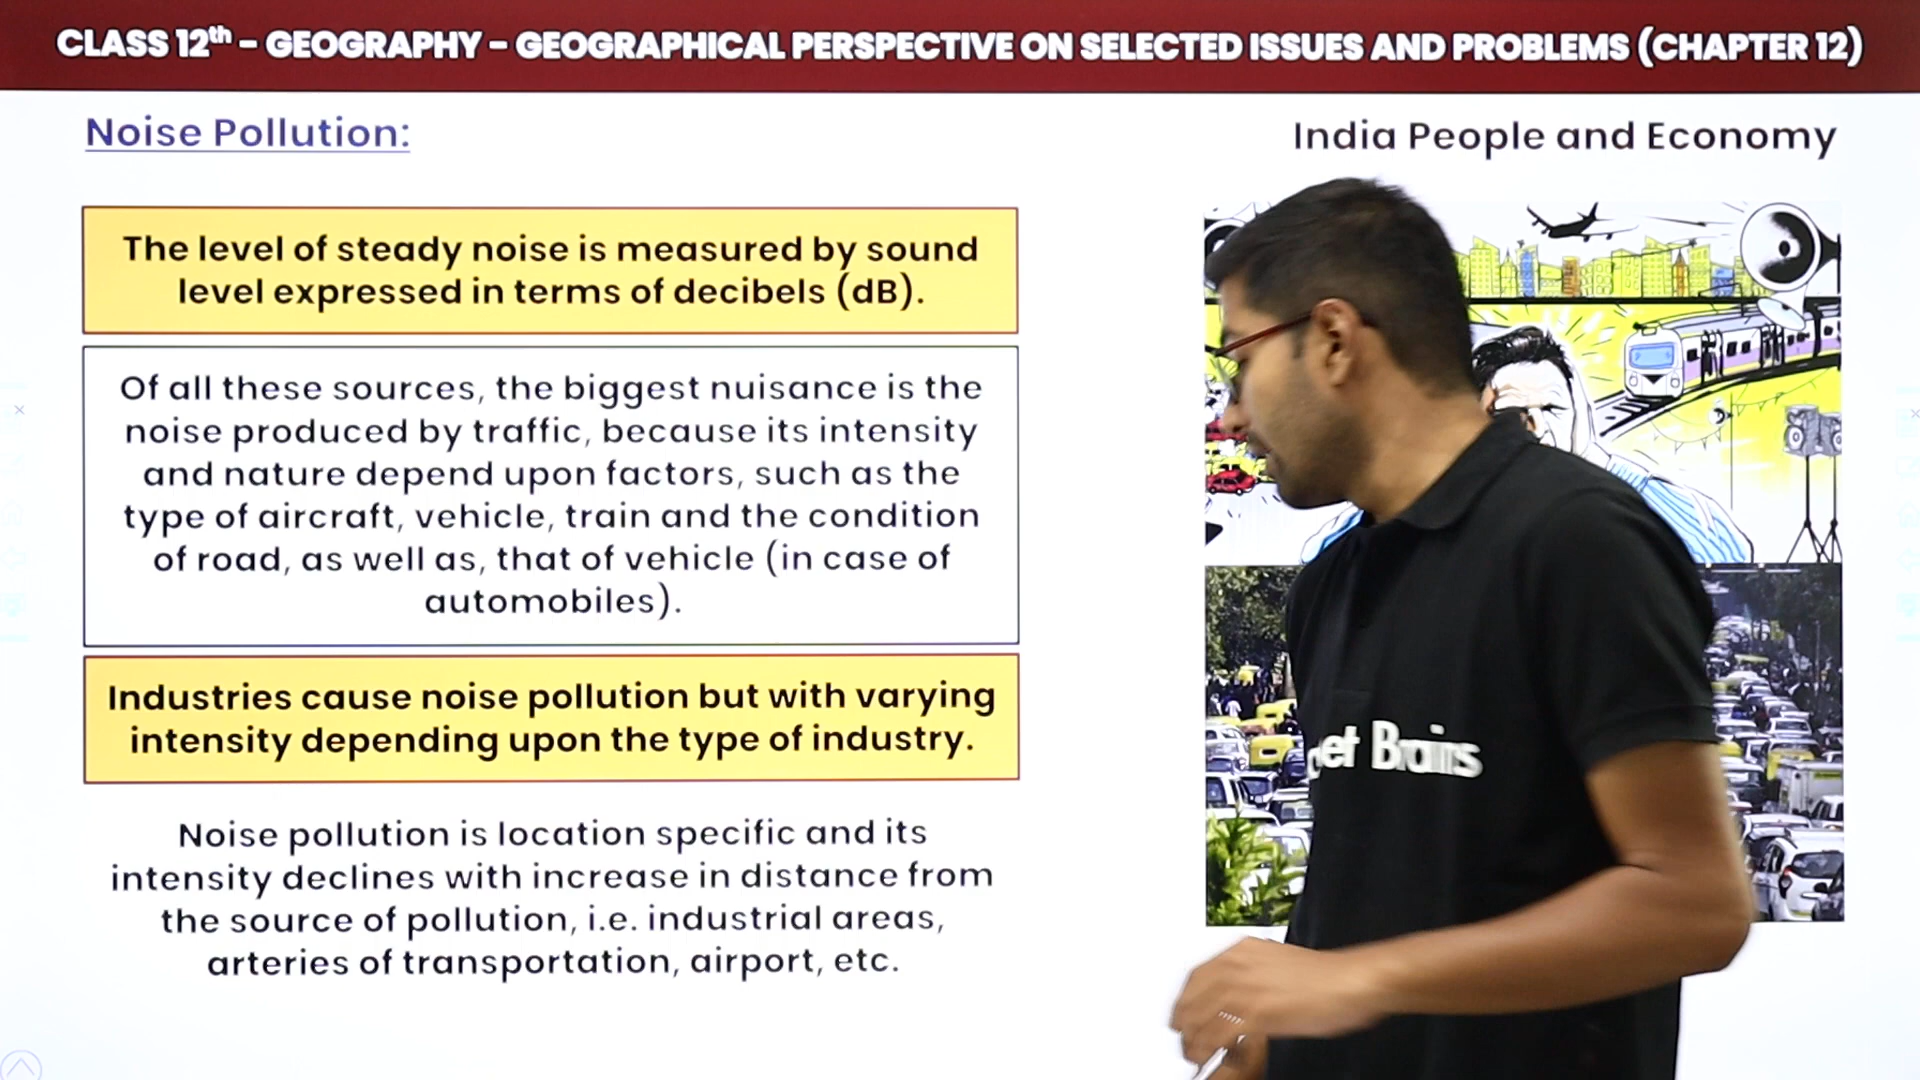 CLASS 12th - GEOGRAPHY - GEOGRAPHICAL PERSPECTIVE ON SELECTED ISSUES AND PROBLEMS (CHAPTER 12)
Noise Pollution:
India People and Economy
The level of steady noise is measured by sound
level expressed in terms of decibels (dB).
Of all these sources, the biggest nuisance is the
noise produced by traffic, because its intensity
and nature depend upon factors, such as the
type of aircraft, vehicle, train and the condition
of road, as well as, that of vehicle (in case of
automobiles).
Industries cause noise pollution but with varying
intensity depending upon the type of industry.
Noise pollution is location specific and its
intensity declines with increase in distance from
the source of pollution, i.e. industrial areas,
arteries of transportation, airport, etc.
et Brains